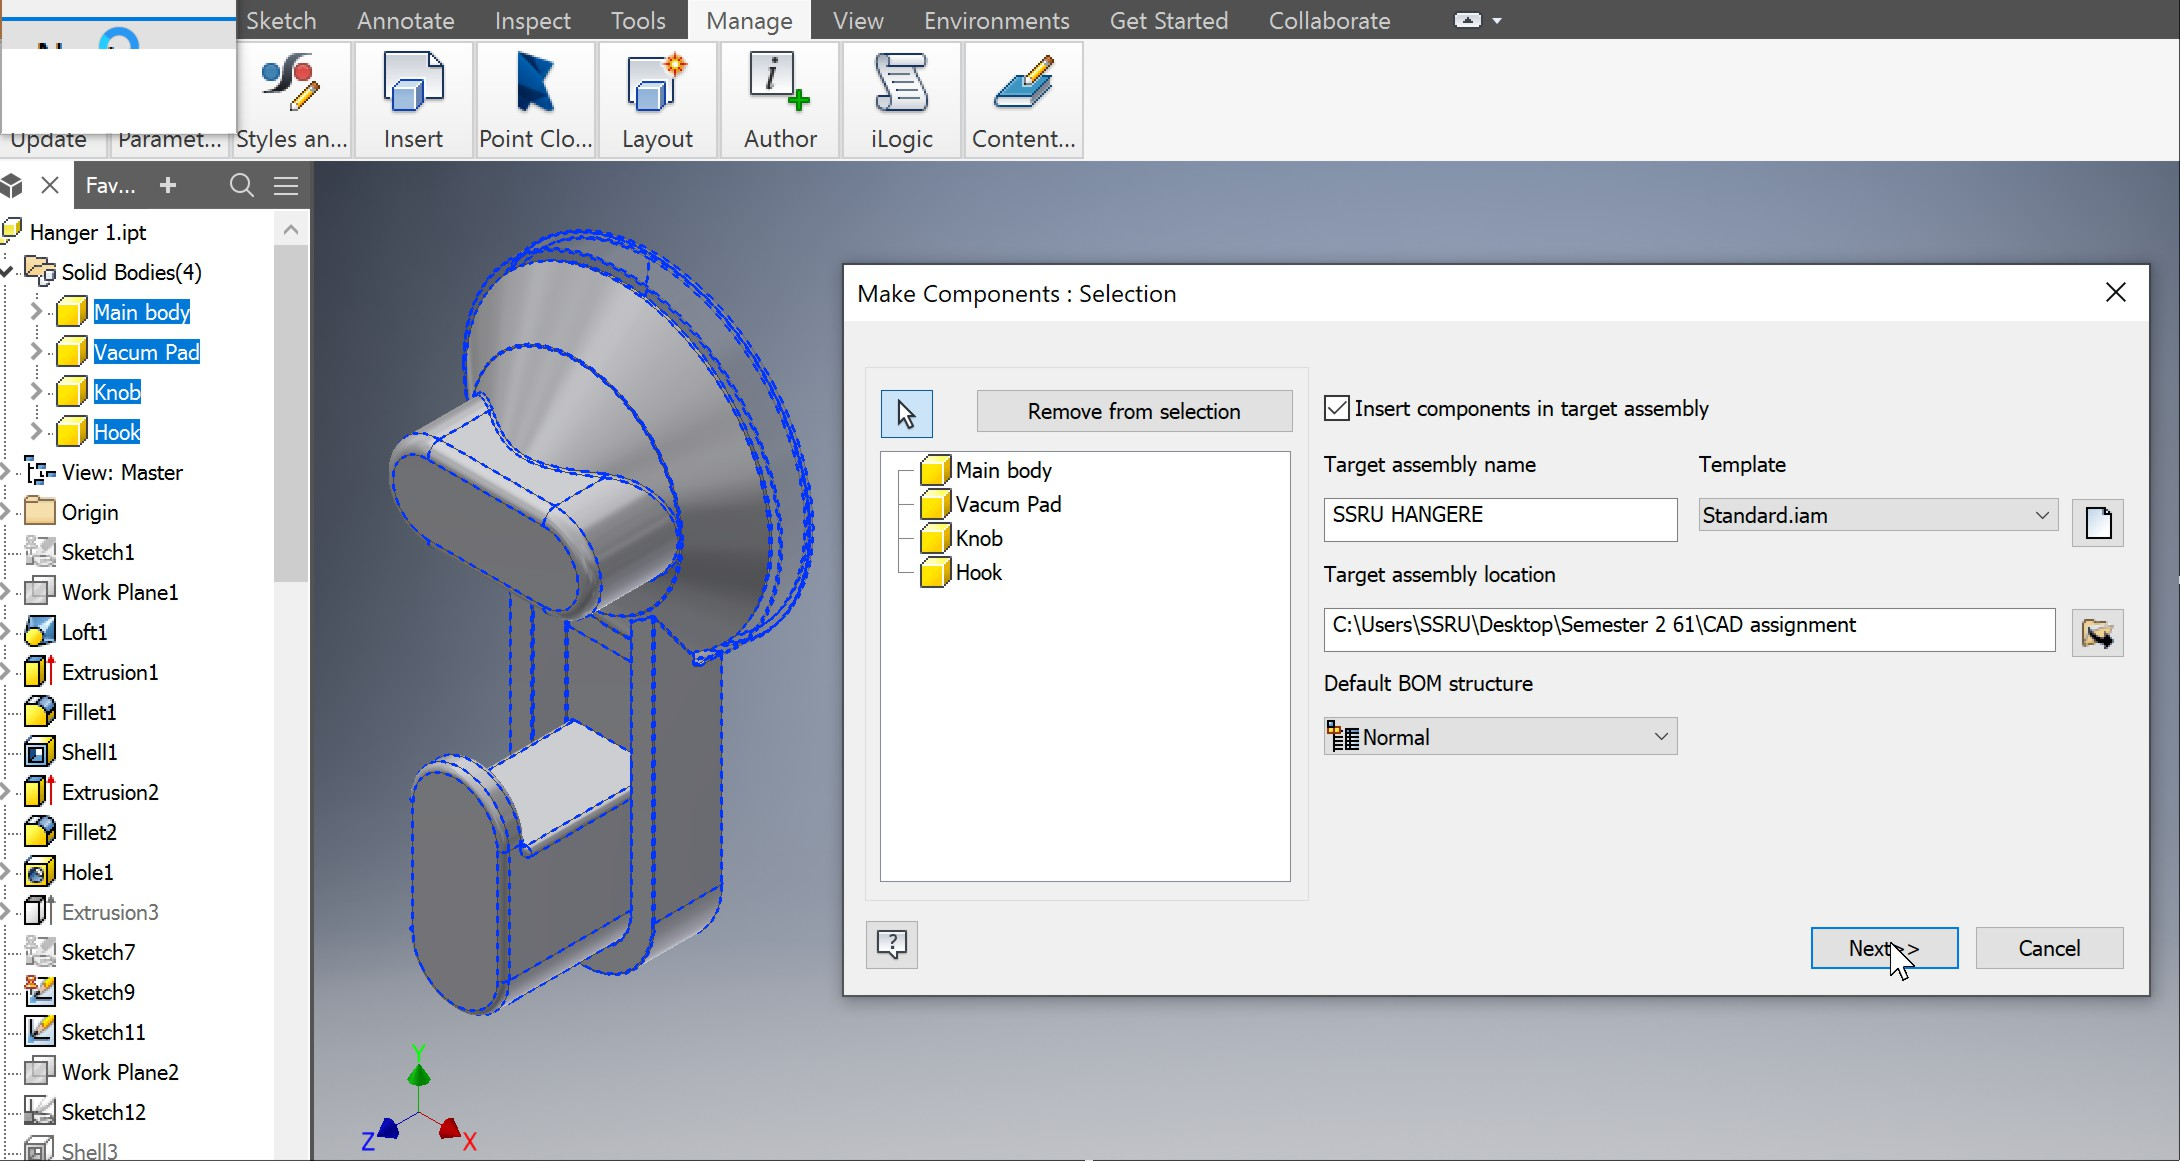 Sketch Annotate Inspect Tools Manage View Environments Get Started Collaborate
Update Paramet... Styles an... Insert Point Clo... Layout Author iLogic Content...
Fav...
Hanger 1.ipt
Solid Bodies(4)
Main body
Vacum Pad
Knob
Hook
View: Master
Origin
Sketch1
Work Plane1
Loft1
Extrusion1
Fillet1
Shell1
Extrusion2
Fillet2
Hole1
Extrusion3
Sketch7
Sketch9
Sketch11
Work Plane2
Sketch12
Shell3
Y
Z
X
Make Components : Selection
Remove from selection
Main body
Vacum Pad
Knob
Hook
Insert components in target assembly
Target assembly name
Template
SSRU HANGERE
Standard.iam
Target assembly location
C:\Users\SSRU\Desktop\Semester 2 61\CAD assignment
Default BOM structure
Normal
Next >>
Cancel